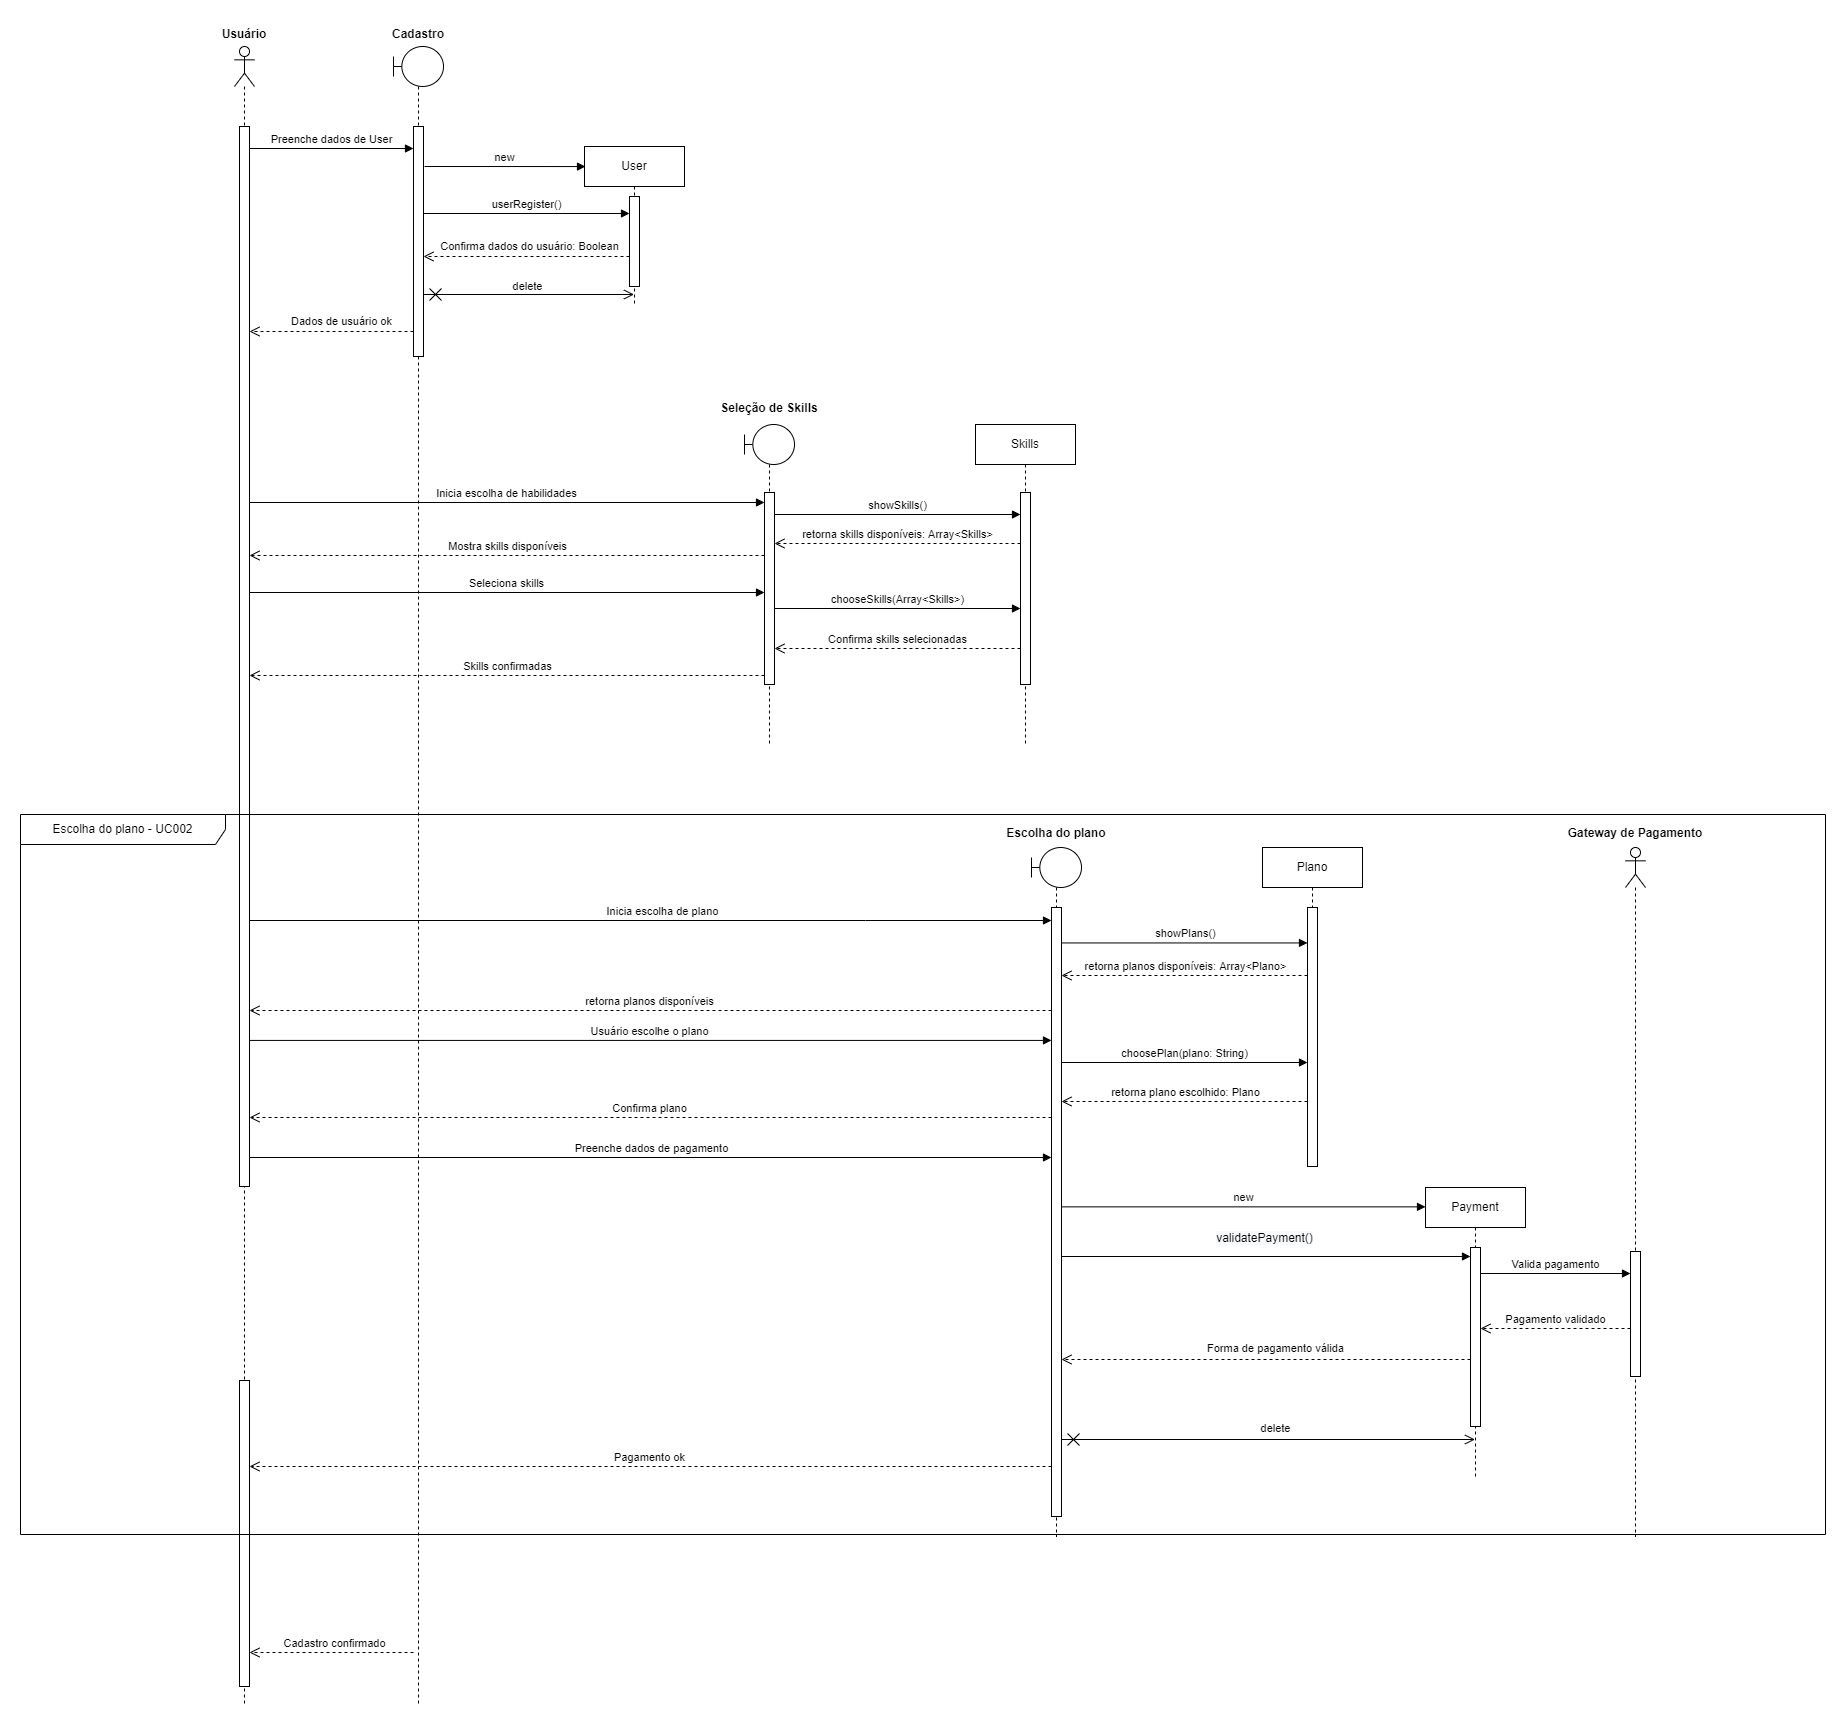 Usuário
Cadastro
Preenche dados de User
new
User
userRegister()
Confirma dados do usuário: Boolean
delete
Dados de usuário ok
Seleção de Skills
Skills
Inicia escolha de habilidades
showSkills()
retorna skills disponíveis: Array<Skills>
Mostra skills disponíveis
Seleciona skills
chooseSkills(Array<Skills>)
Confirma skills selecionadas
Skills confirmadas
Escolha do plano - UC002
Escolha do plano
Gateway de Pagamento
Plano
Inicia escolha de plano
showPlans()
retorna planos disponíveis: Array<Plano>
retorna planos disponíveis
Usuário escolhe o plano
choosePlan(plano: String)
retorna plano escolhido: Plano
Confirma plano
Preenche dados de pagamento
new
Payment
validatePayment()
Valida pagamento
Pagamento validado
Forma de pagamento válida
delete
Pagamento ok
Cadastro confirmado